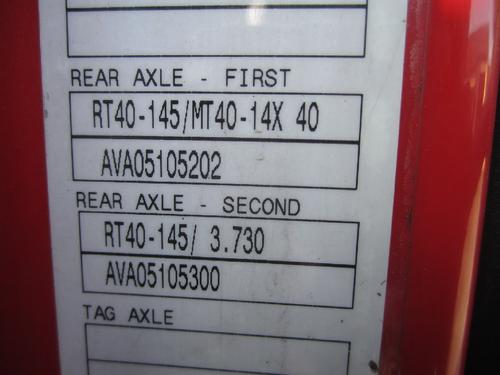 REAR AXLE - FIRST
RT40-145/MT40-14X 40
AVA05105202
REAR AXLE - SECOND
RT40-145/ 3.730
AVA05105300
TAG AXLE